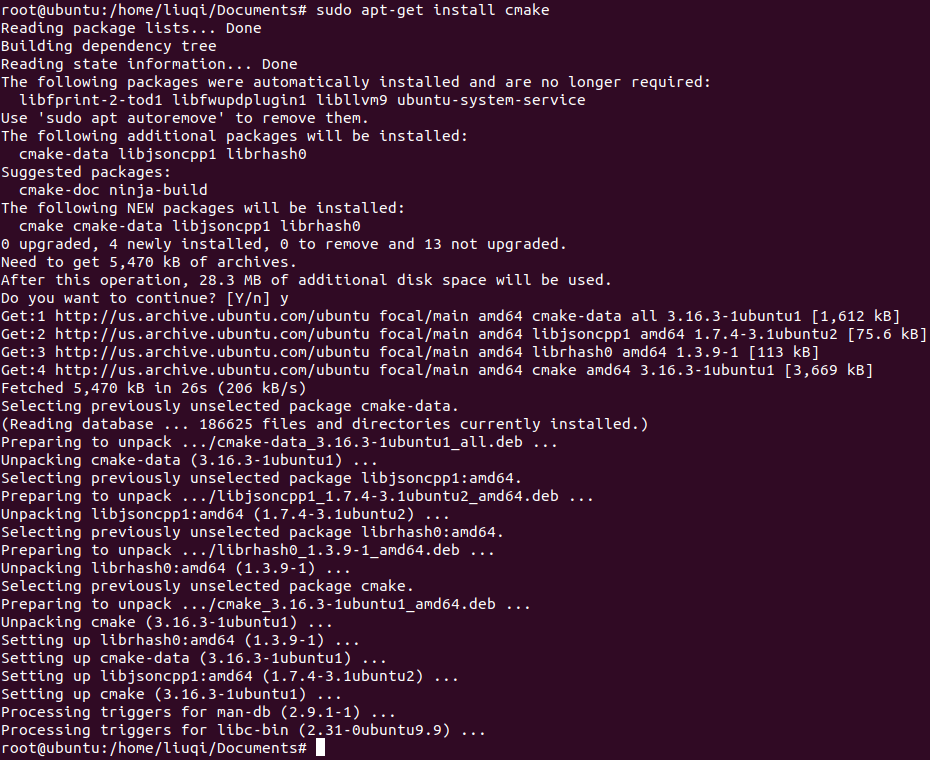 root@ubuntu:/home/liuqi/Documents# sudo apt-get install cmake
Reading package lists... Done
Building dependency tree
Reading state information... Done
The following packages were automatically installed and are no longer required:
  libfprint-2-tod1 libfwupdplugin1 libllvm9 ubuntu-system-service
Use 'sudo apt autoremove' to remove them.
The following additional packages will be installed:
  cmake-data libjsoncpp1 librhash0
Suggested packages:
  cmake-doc ninja-build
The following NEW packages will be installed:
  cmake cmake-data libjsoncpp1 librhash0
0 upgraded, 4 newly installed, 0 to remove and 13 not upgraded.
Need to get 5,470 kB of archives.
After this operation, 28.3 MB of additional disk space will be used.
Do you want to continue? [Y/n] y
Get:1 http://us.archive.ubuntu.com/ubuntu focal/main amd64 cmake-data all 3.16.3-1ubuntu1 [1,612 kB]
Get:2 http://us.archive.ubuntu.com/ubuntu focal/main amd64 libjsoncpp1 amd64 1.7.4-3.1ubuntu2 [75.6 kB]
Get:3 http://us.archive.ubuntu.com/ubuntu focal/main amd64 librhash0 amd64 1.3.9-1 [113 kB]
Get:4 http://us.archive.ubuntu.com/ubuntu focal/main amd64 cmake amd64 3.16.3-1ubuntu1 [3,669 kB]
Fetched 5,470 kB in 26s (206 kB/s)
Selecting previously unselected package cmake-data.
(Reading database ... 186625 files and directories currently installed.)
Preparing to unpack .../cmake-data_3.16.3-1ubuntu1_all.deb ...
Unpacking cmake-data (3.16.3-1ubuntu1) ...
Selecting previously unselected package libjsoncpp1:amd64.
Preparing to unpack .../libjsoncpp1_1.7.4-3.1ubuntu2_amd64.deb ...
Unpacking libjsoncpp1:amd64 (1.7.4-3.1ubuntu2) ...
Selecting previously unselected package librhash0:amd64.
Preparing to unpack .../librhash0_1.3.9-1_amd64.deb ...
Unpacking librhash0:amd64 (1.3.9-1) ...
Selecting previously unselected package cmake.
Preparing to unpack .../cmake_3.16.3-1ubuntu1_amd64.deb ...
Unpacking cmake (3.16.3-1ubuntu1) ...
Setting up librhash0:amd64 (1.3.9-1) ...
Setting up cmake-data (3.16.3-1ubuntu1) ...
Setting up libjsoncpp1:amd64 (1.7.4-3.1ubuntu2) ...
Setting up cmake (3.16.3-1ubuntu1) ...
Processing triggers for man-db (2.9.1-1) ...
Processing triggers for libc-bin (2.31-0ubuntu9.9) ...
root@ubuntu:/home/liuqi/Documents#